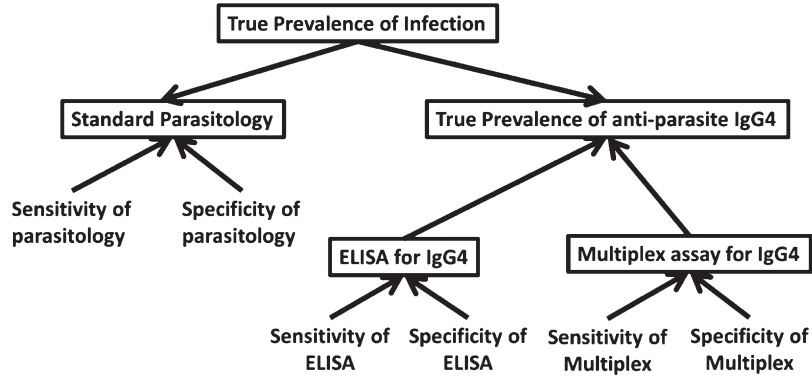 True Prevalence of Infection
Standard Parasitology
True Prevalence of anti-parasite IgG4
Sensitivity of
parasitology
Specificity of
parasitology
ELISA for IgG4
Multiplex assay for IgG4
Sensitivity of
ELISA
Specificity of
ELISA
Sensitivity of
Multiplex
Specificity of
Multiplex